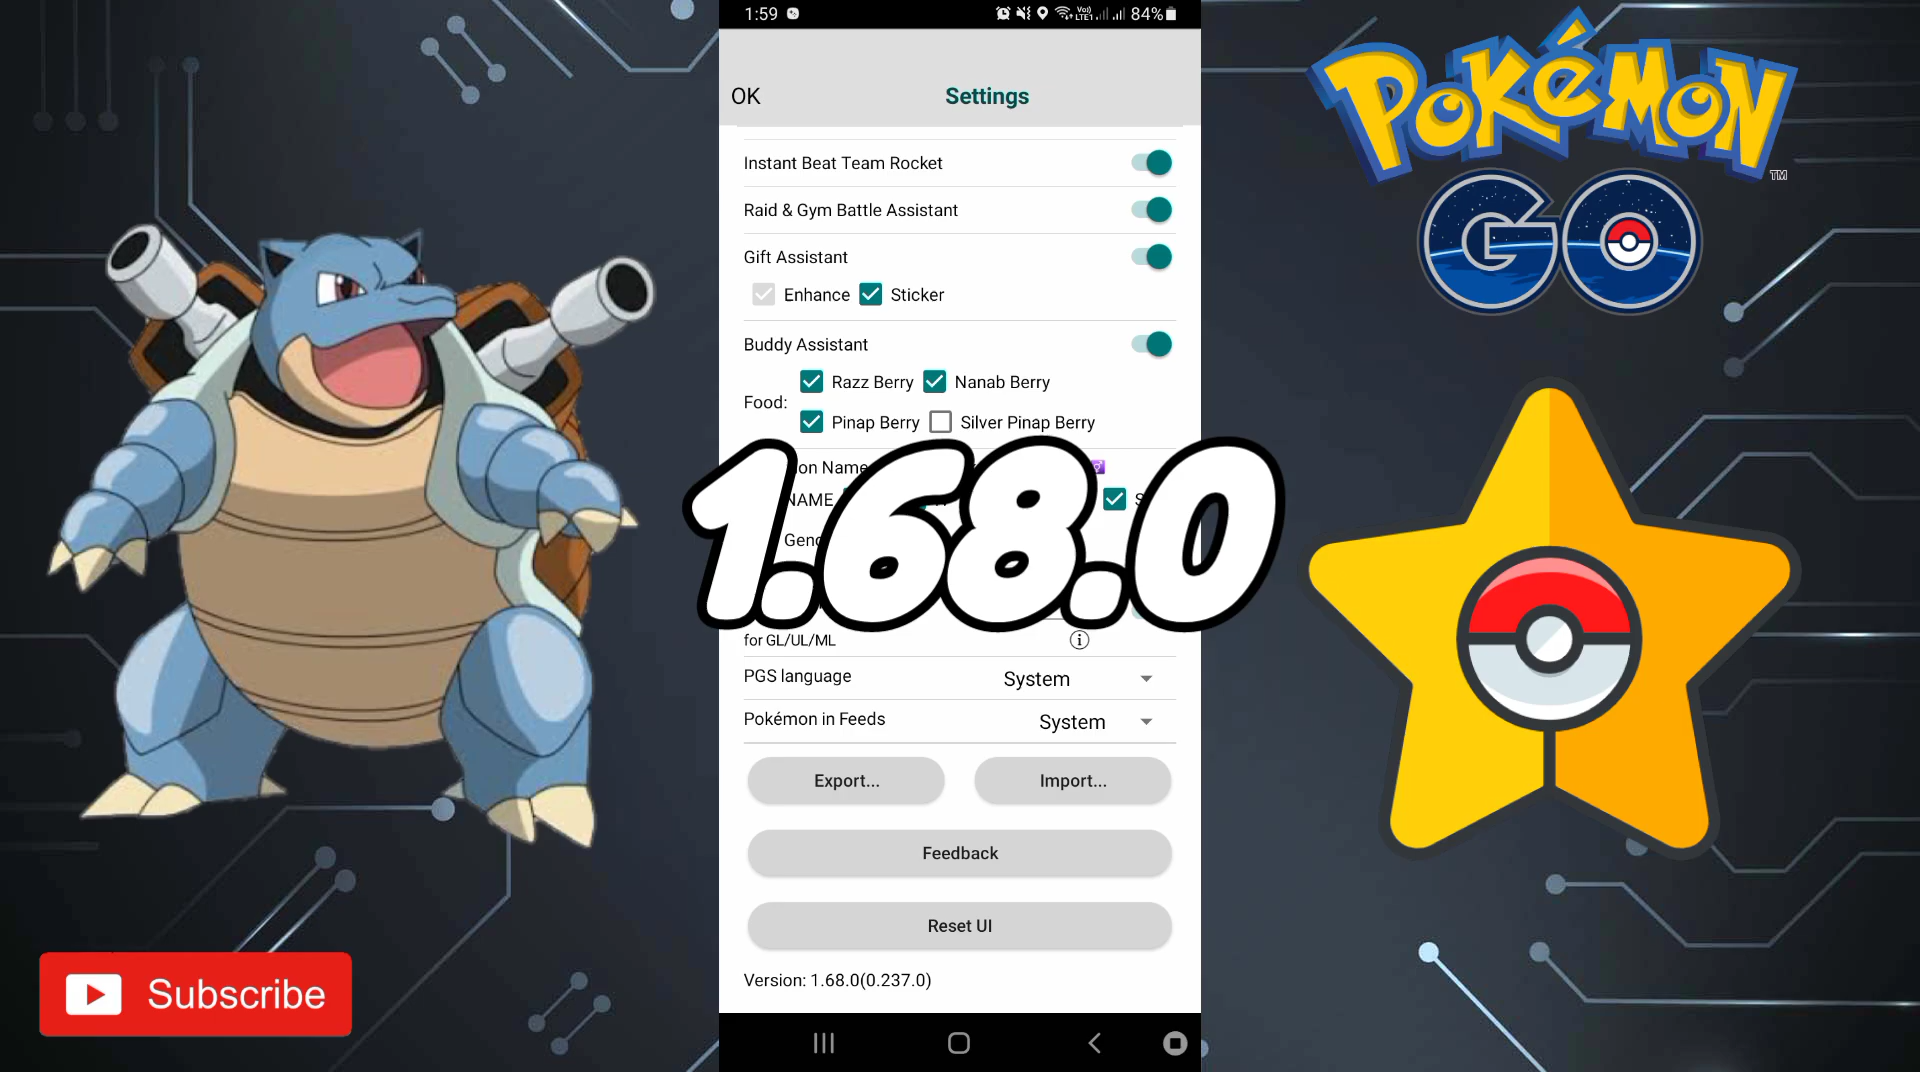 1:59
Vo)) LTE1 84%
OK Settings
POKÉMON
TM
GO
Instant Beat Team Rocket
Raid & Gym Battle Assistant
Gift Assistant
Enhance Sticker
Buddy Assistant
Razz Berry Nanab Berry
Food:
Pinap Berry Silver Pinap Berry
1.68.0
on Name
NAME
for GL/UL/ML
PGS language System
Pokémon in Feeds System
Export... Import...
Feedback
Reset UI
Version: 1.68.0(0.237.0)
Subscribe